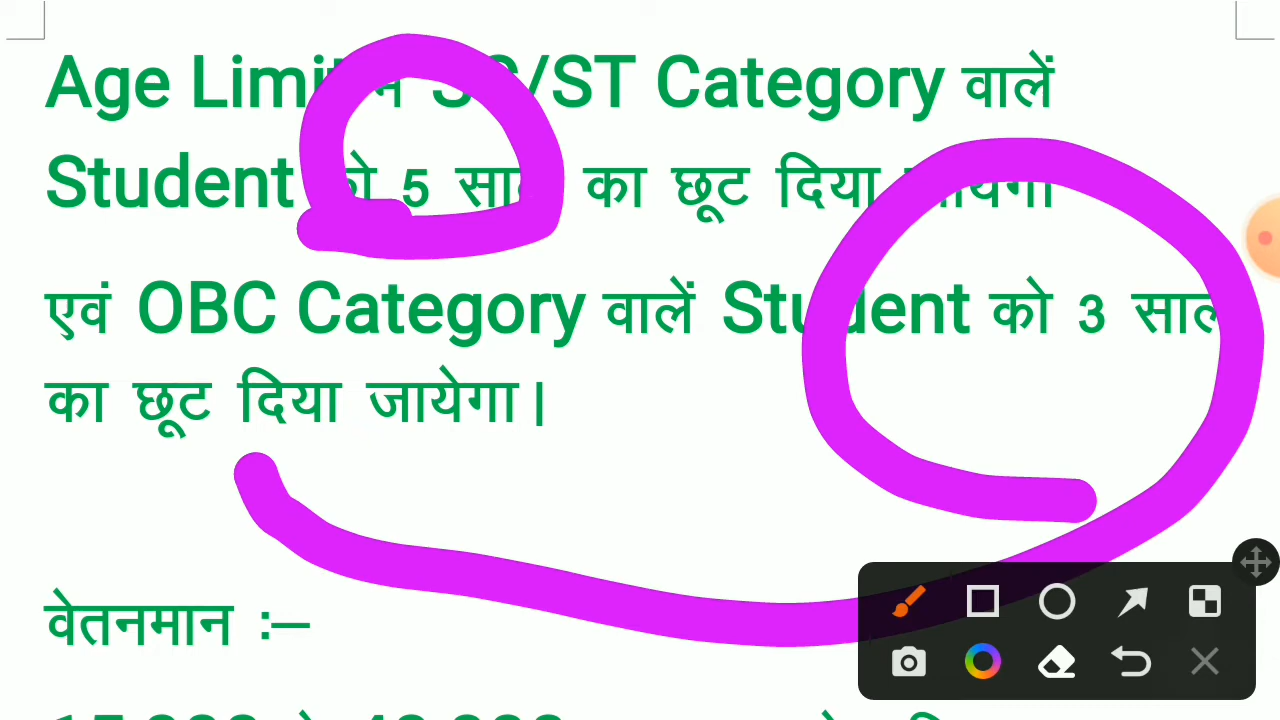 Age Limit में SC/ST Category वालें
Student को 5 साल का छूट दिया जायेगा
एवं OBC Category वालें Student को 3 साल
का छूट दिया जायेगा।
वेतनमान :–